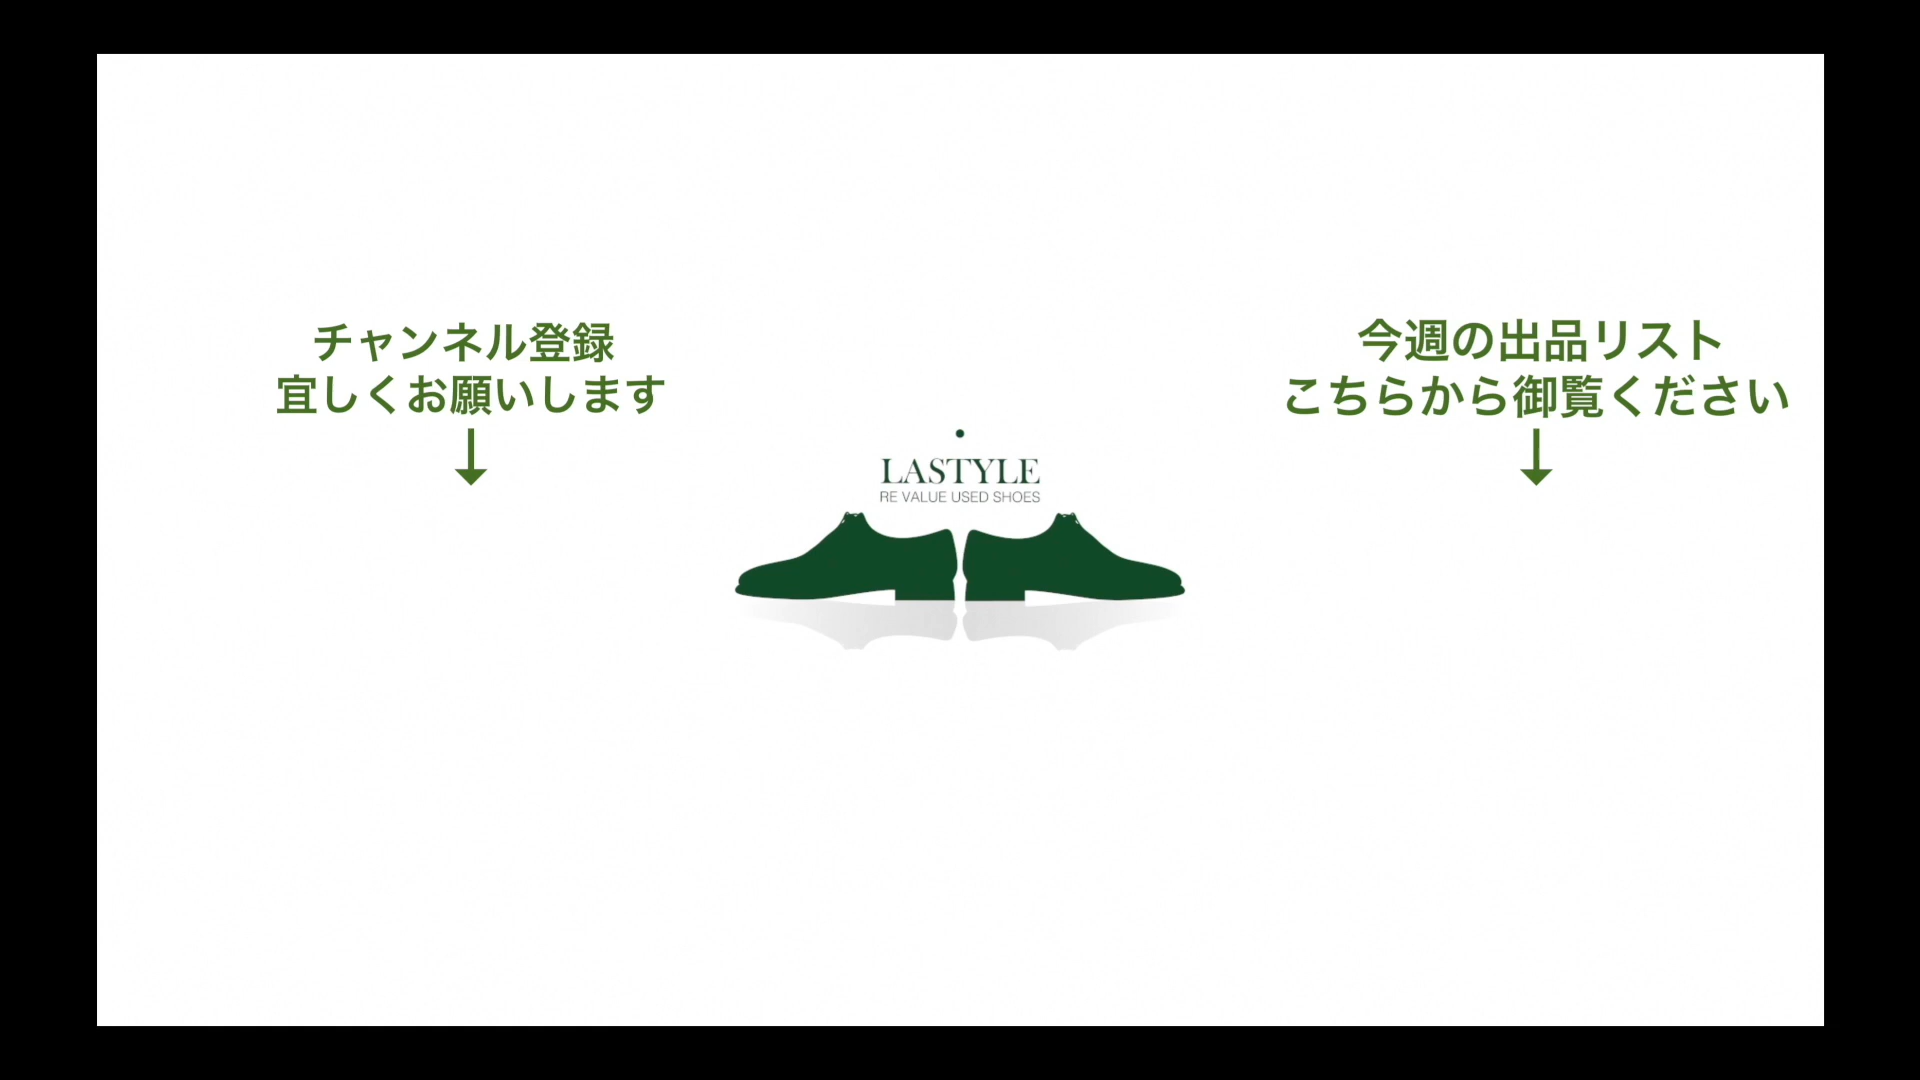 チャンネル登録
宜しくお願いします
↓
今週の出品リスト
こちらから御覧ください
↓
LASTYLE
RE VALUE USED SHOES